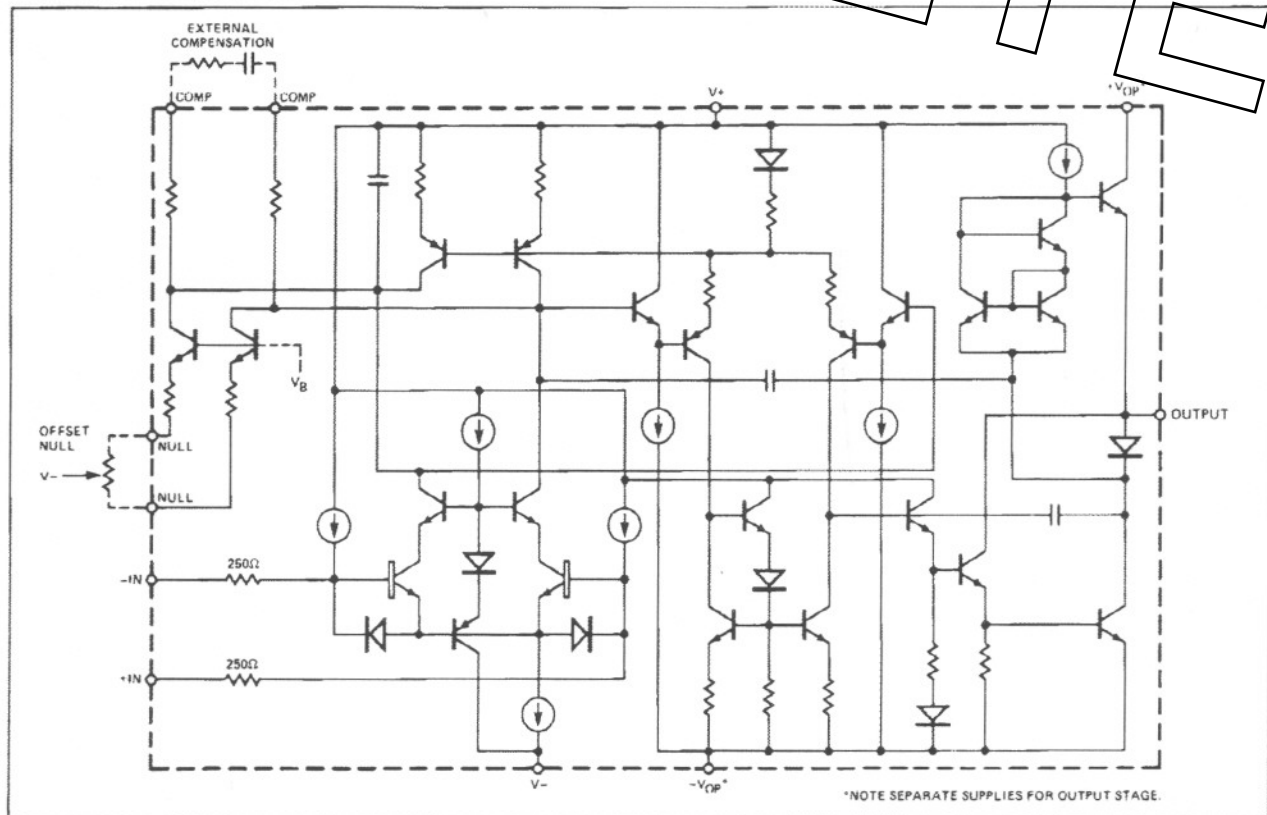 EXTERNAL
COMPENSATION
COMP
COMP
V+
+VOP*
VB
OFFSET
NULL
V−
NULL
NULL
OUTPUT
−IN
250Ω
+IN
250Ω
V−
−VOP*
*NOTE SEPARATE SUPPLIES FOR OUTPUT STAGE.